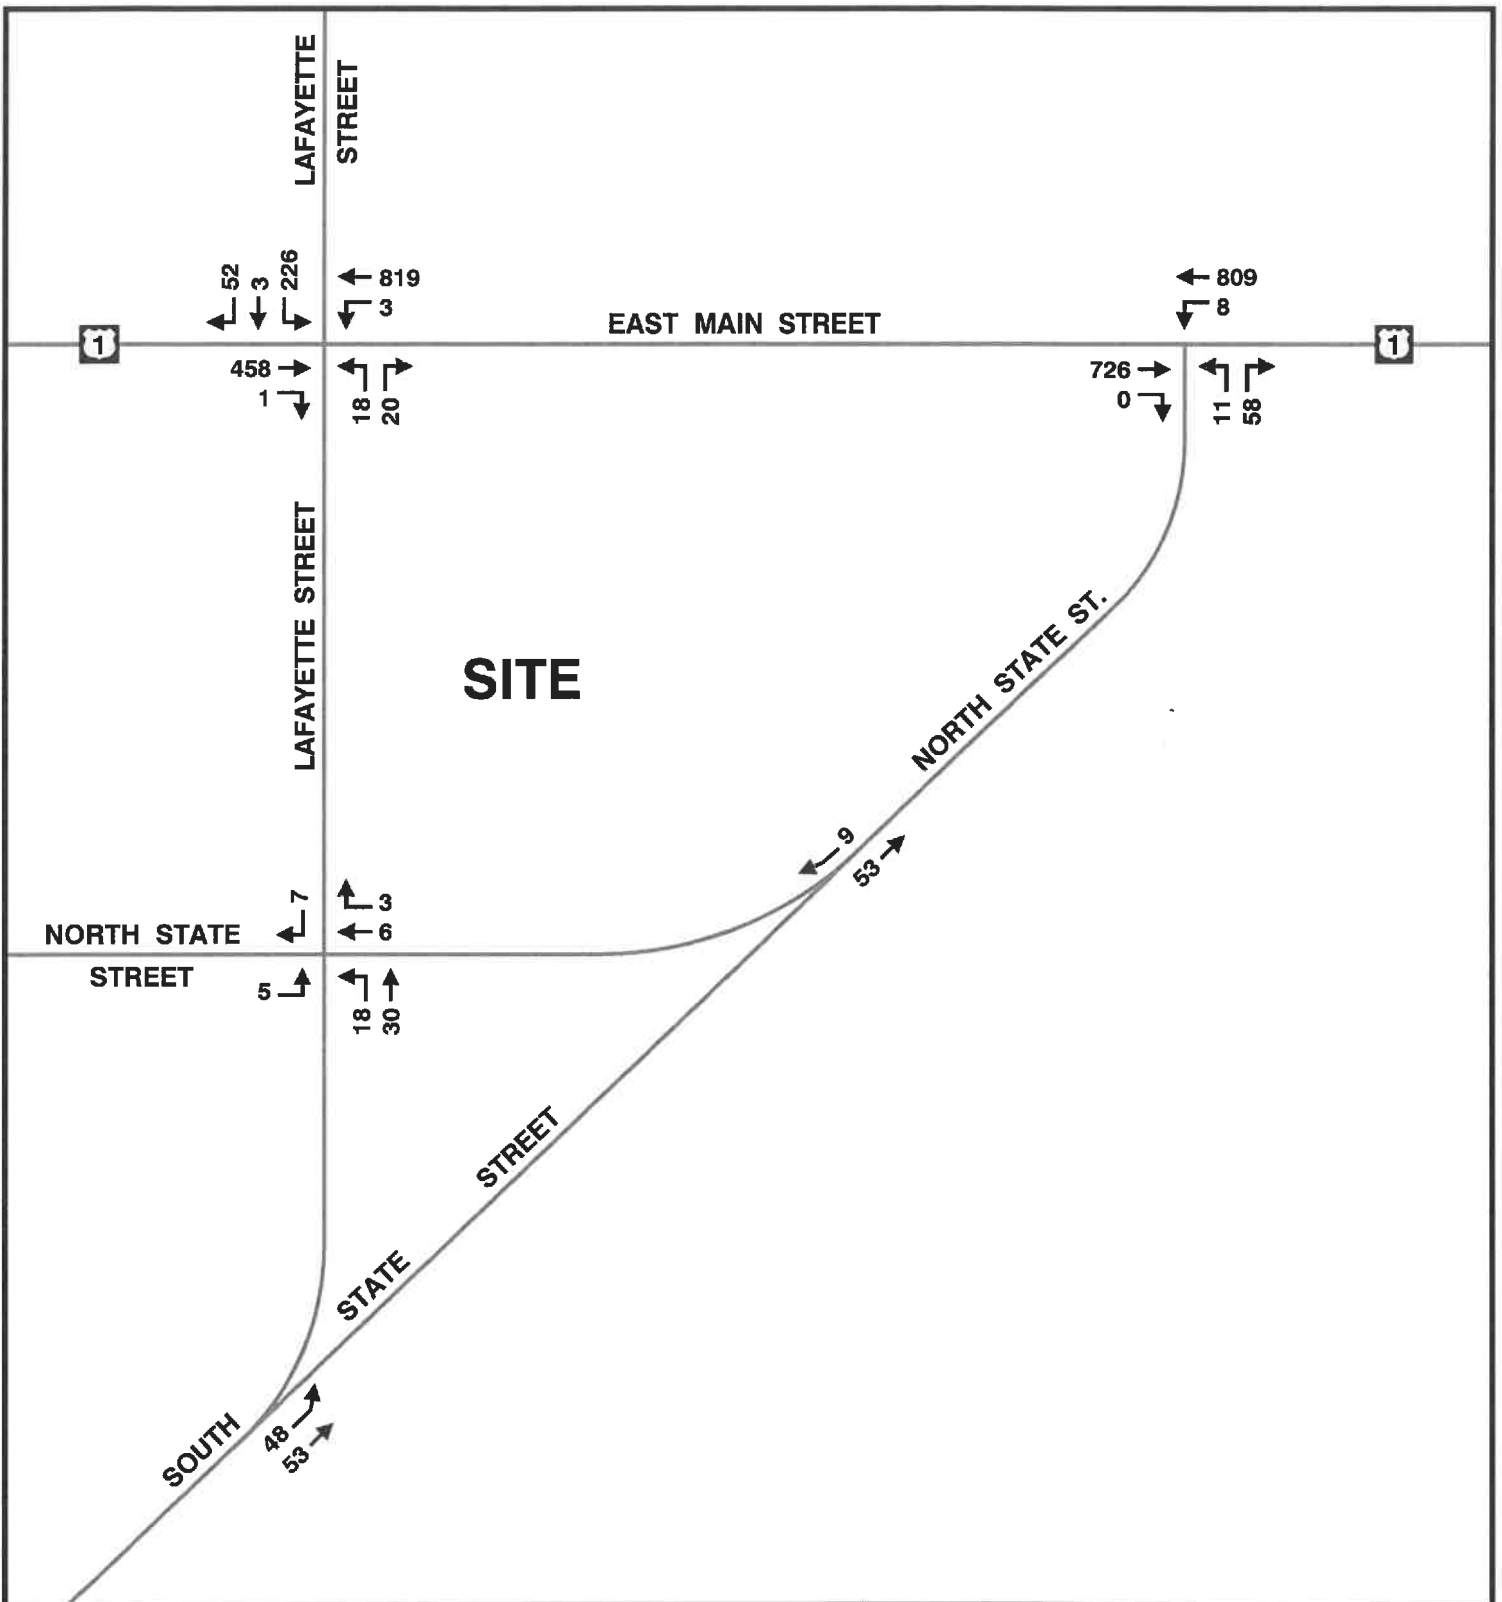 LAFAYETTE
STREET
52
3
226
819
3
809
8
EAST MAIN STREET
1
1
458
1
18
20
726
0
11
58
LAFAYETTE STREET
SITE
NORTH STATE ST.
9
53
7
3
6
NORTH STATE
STREET
5
18
30
STREET
STATE
SOUTH
48
53